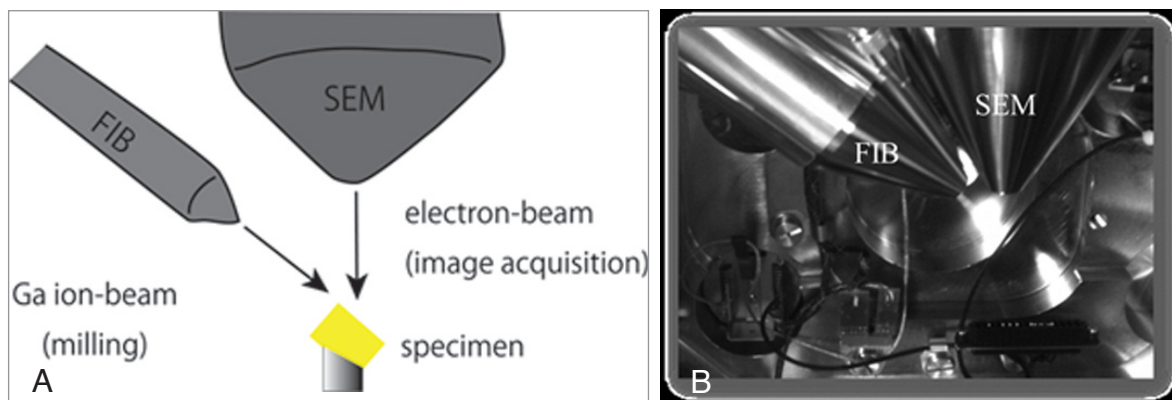 SEM
FIB
electron-beam
(image acquisition)
Ga ion-beam
(milling)
specimen
A
SEM
FIB
B